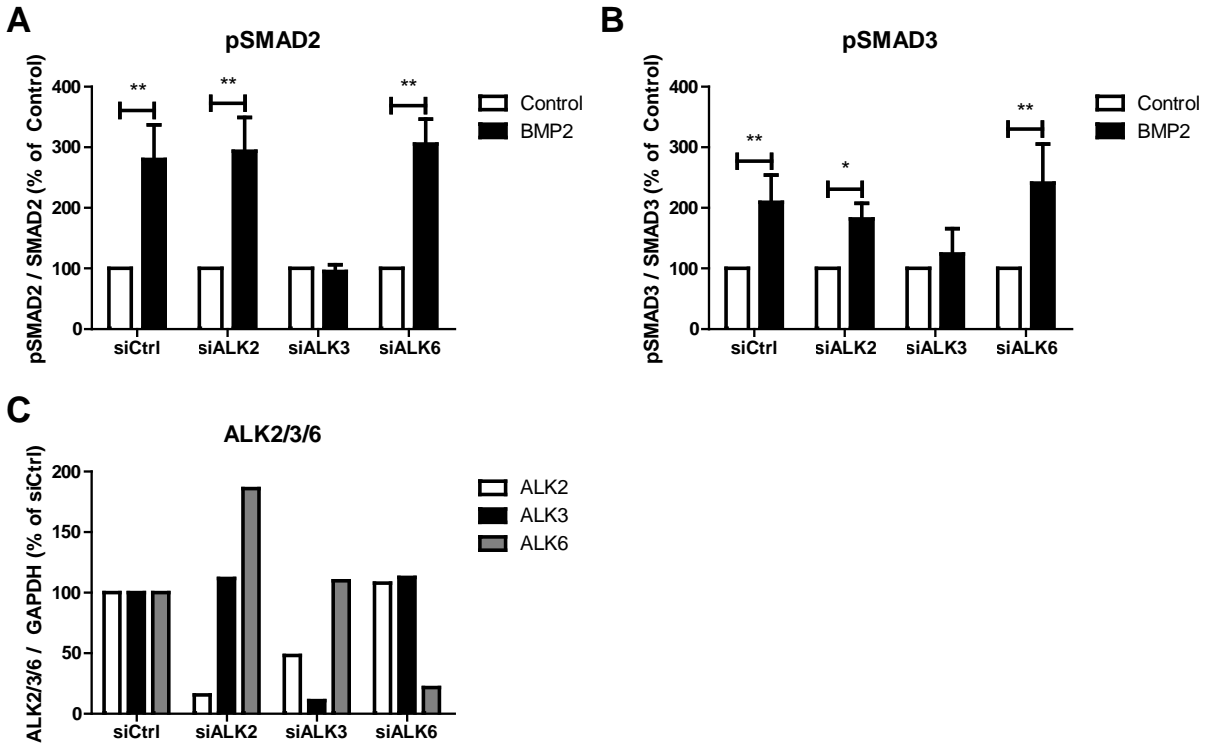 A
pSMAD2
pSMAD2 / SMAD2 (% of Control)
400
300
200
100
0
**
**
**
siCtrl
siALK2
siALK3
siALK6
Control
BMP2
B
pSMAD3
pSMAD3 / SMAD3 (% of Control)
400
300
200
100
0
**
*
**
siCtrl
siALK2
siALK3
siALK6
Control
BMP2
C
ALK2/3/6
ALK2/3/6 / GAPDH (% of siCtrl)
200
150
100
50
0
siCtrl
siALK2
siALK3
siALK6
ALK2
ALK3
ALK6